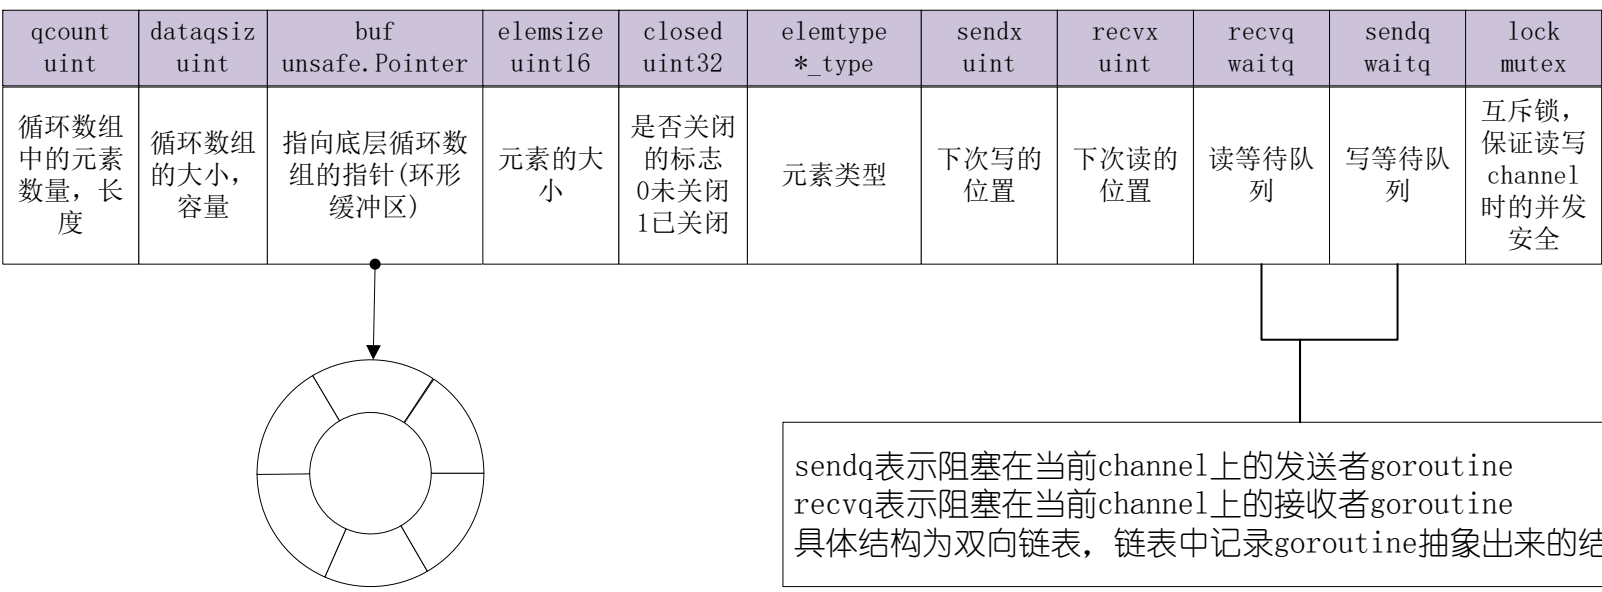 qcount
uint
dataqsiz
uint
buf
unsafe.Pointer
elemsize
uint16
closed
uint32
elemtype
*_type
sendx
uint
recvx
uint
recvq
waitq
sendq
waitq
lock
mutex
循环数组
中的元素
数量，长
度
循环数组
的大小，
容量
指向底层循环数
组的指针(环形
缓冲区)
元素的大
小
是否关闭
的标志
0未关闭
1已关闭
元素类型
下次写的
位置
下次读的
位置
读等待队
列
写等待队
列
互斥锁，
保证读写
channel
时的并发
安全
sendq表示阻塞在当前channel上的发送者goroutine
recvq表示阻塞在当前channel上的接收者goroutine
具体结构为双向链表，链表中记录goroutine抽象出来的结